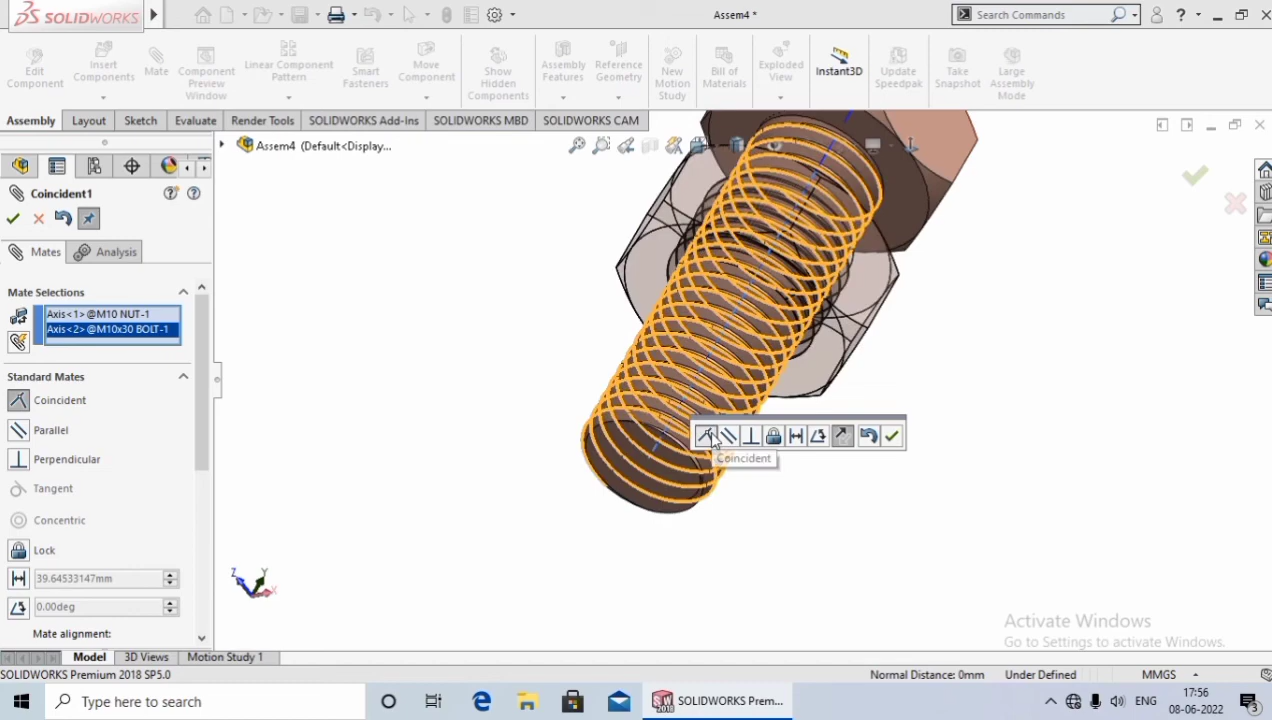 SOLIDWORKS
Assem4 *
Search Commands
Edit Component
Insert Components
Mate
Component Preview Window
Linear Component Pattern
Smart Fasteners
Move Component
Show Hidden Components
Assembly Features
Reference Geometry
New Motion Study
Bill of Materials
Exploded View
Instant3D
Update Speedpak
Take Snapshot
Large Assembly Mode
Assembly
Layout
Sketch
Evaluate
Render Tools
SOLIDWORKS Add-Ins
SOLIDWORKS MBD
SOLIDWORKS CAM
Assem4 (Default<Display...
Coincident1
Mates
Analysis
Mate Selections
Axis<1> @M10 NUT-1
Axis<2> @M10x30 BOLT-1
Standard Mates
Coincident
Parallel
Perpendicular
Tangent
Concentric
Lock
39.64533147mm
0.00deg
Mate alignment:
Coincident
Z
Y
X
Activate Windows
Go to Settings to activate Windows.
Model
3D Views
Motion Study 1
SOLIDWORKS Premium 2018 SP5.0
Normal Distance: 0mm
Under Defined
MMGS
Type here to search
SOLIDWORKS Prem...
ENG
17:56
08-06-2022
3